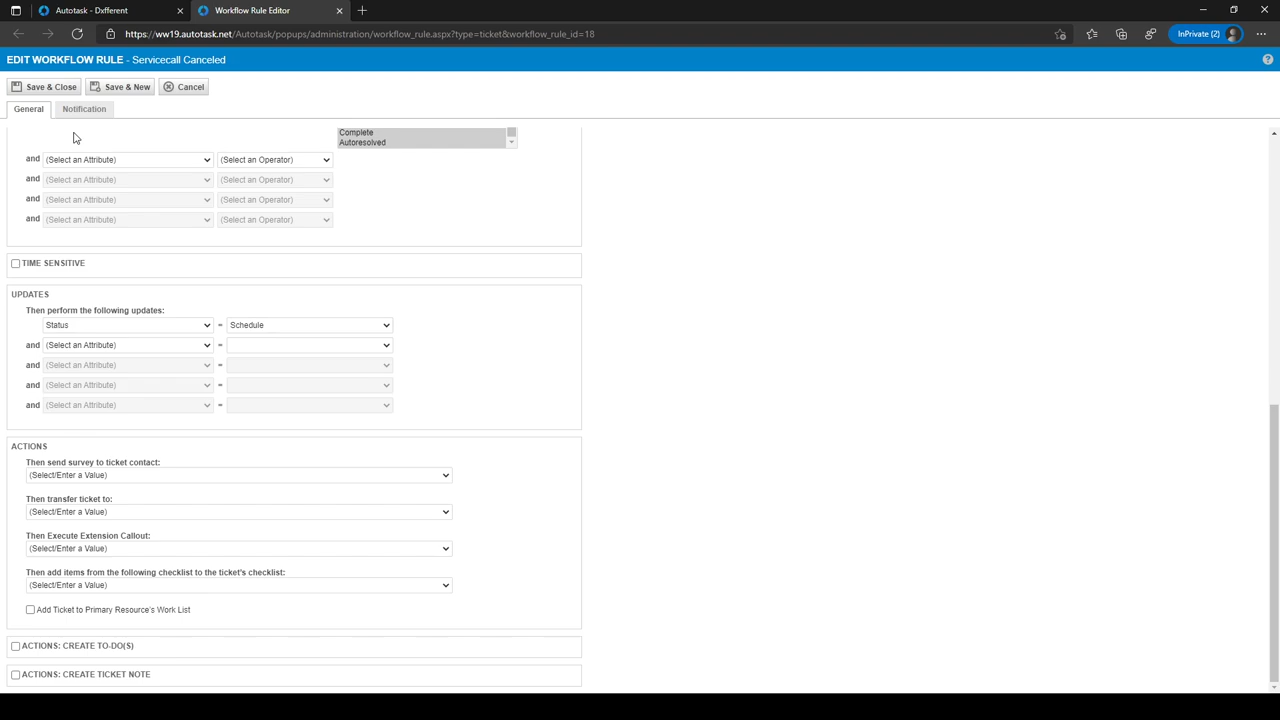 Autotask - Dxfferent
Workflow Rule Editor
https://ww19.autotask.net/Autotask/popups/administration/workflow_rule.aspx?type=ticket&workflow_rule_id=18
InPrivate (2)
EDIT WORKFLOW RULE - Servicecall Canceled
Save & Close
Save & New
Cancel
General
Notification
Complete
Autoresolved
and (Select an Attribute) (Select an Operator)
and (Select an Attribute) (Select an Operator)
and (Select an Attribute) (Select an Operator)
and (Select an Attribute) (Select an Operator)
TIME SENSITIVE
UPDATES
Then perform the following updates:
Status = Schedule
and (Select an Attribute) =
and (Select an Attribute) =
and (Select an Attribute) =
and (Select an Attribute) =
ACTIONS
Then send survey to ticket contact:
(Select/Enter a Value)
Then transfer ticket to:
(Select/Enter a Value)
Then Execute Extension Callout:
(Select/Enter a Value)
Then add items from the following checklist to the ticket's checklist:
(Select/Enter a Value)
Add Ticket to Primary Resource's Work List
ACTIONS: CREATE TO-DO(S)
ACTIONS: CREATE TICKET NOTE